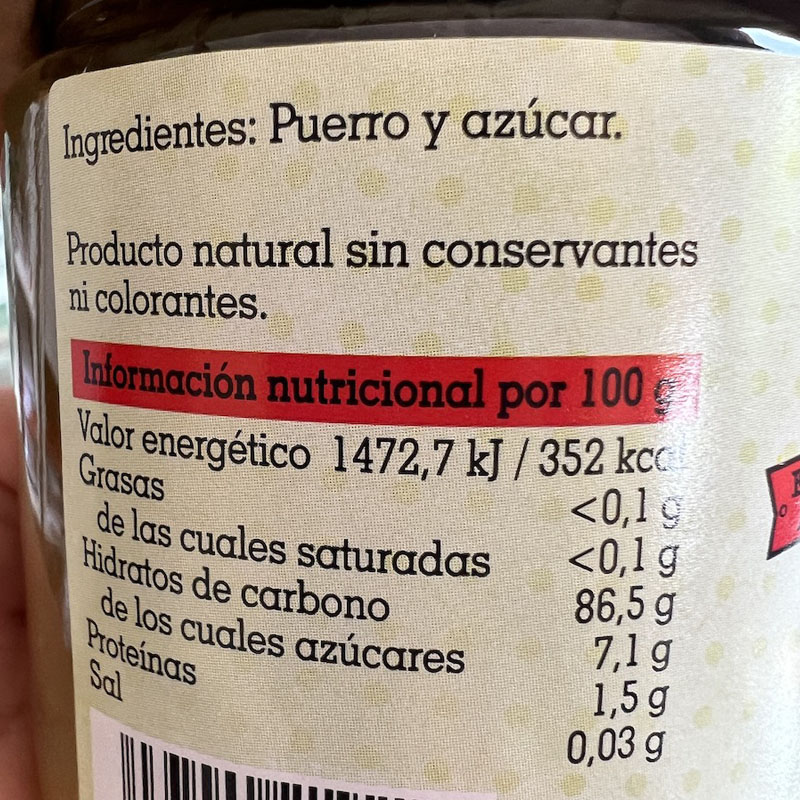 Ingredientes: Puerro y azúcar.
Producto natural sin conservantes
ni colorantes.
Información nutricional por 100 g
Valor energético 1472,7 kJ / 352 kcal
Grasas <0,1 g
de las cuales saturadas <0,1 g
Hidratos de carbono 86,5 g
de los cuales azúcares 7,1 g
Proteínas 1,5 g
Sal 0,03 g